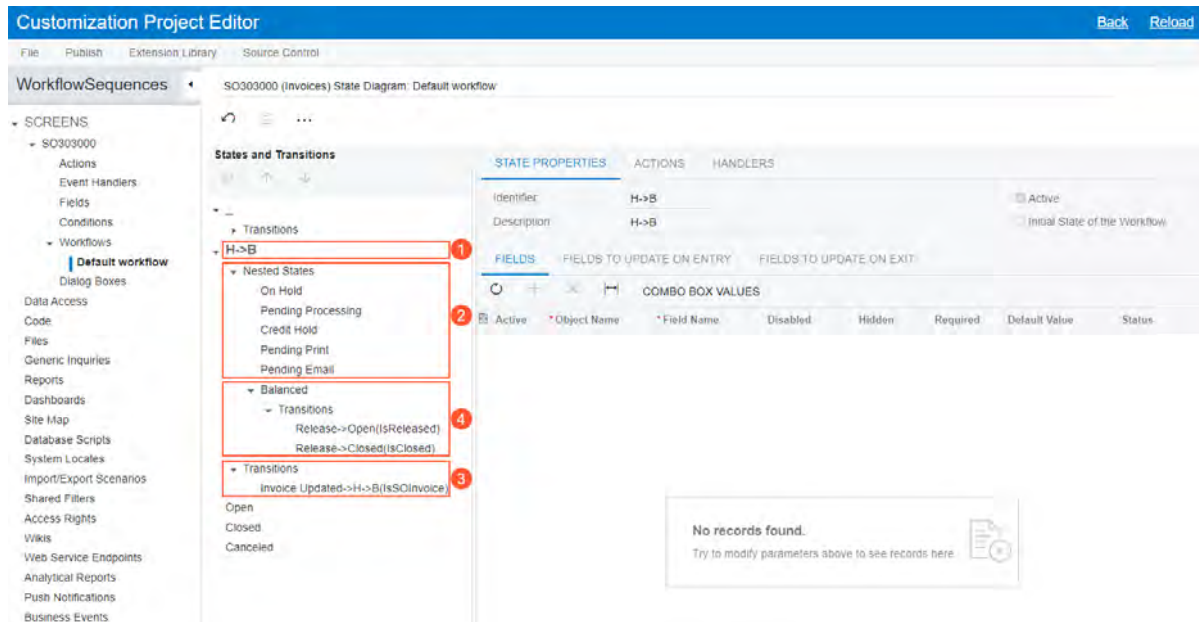 Customization Project Editor Back Reload
File Publish Extension Library Source Control
WorkflowSequences SO303000 (Invoices) State Diagram: Default workflow
SCREENS
SO303000
Actions
Event Handlers
Fields
Conditions
Workflows
Default workflow
Dialog Boxes
Data Access
Code
Files
Generic Inquiries
Reports
Dashboards
Site Map
Database Scripts
System Locales
Import/Export Scenarios
Shared Filters
Access Rights
Wikis
Web Service Endpoints
Analytical Reports
Push Notifications
Business Events
States and Transitions
Transitions
H->B 1
Nested States
On Hold
Pending Processing
Credit Hold 2
Pending Print
Pending Email
Balanced
Transitions
Release->Open(IsReleased) 4
Release->Closed(IsClosed)
Transitions
Invoice Updated->H->B(IsSOInvoice) 3
Open
Closed
Canceled
STATE PROPERTIES ACTIONS HANDLERS
Identifier: H->B Active
Description: H->B Initial State of the Workflow
FIELDS FIELDS TO UPDATE ON ENTRY FIELDS TO UPDATE ON EXIT
COMBO BOX VALUES
Active *Object Name *Field Name Disabled Hidden Required Default Value Status
No records found.
Try to modify parameters above to see records here